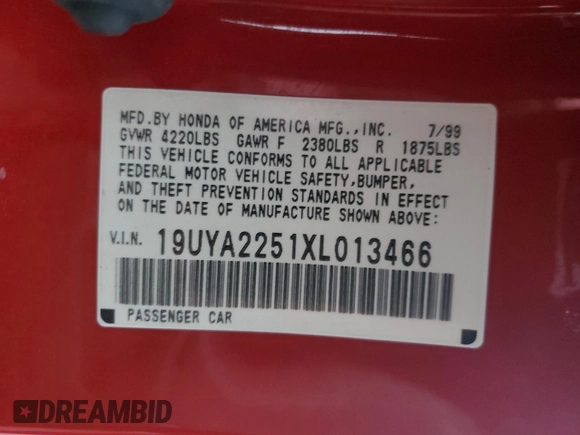 MFD.BY HONDA OF AMERICA MFG.,INC. 7/99
GVWR 4220LBS GAWR F 2380LBS R 1875LBS
THIS VEHICLE CONFORMS TO ALL APPLICABLE
FEDERAL MOTOR VEHICLE SAFETY,BUMPER,
AND THEFT PREVENTION STANDARDS IN EFFECT
ON THE DATE OF MANUFACTURE SHOWN ABOVE:
V.I.N. 19UYA2251XL013466
PASSENGER CAR
DREAMBID